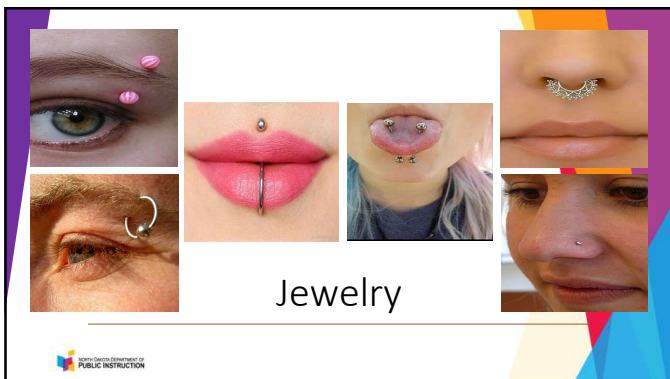 Jewelry
NORTH DAKOTA DEPARTMENT OF
PUBLIC INSTRUCTION